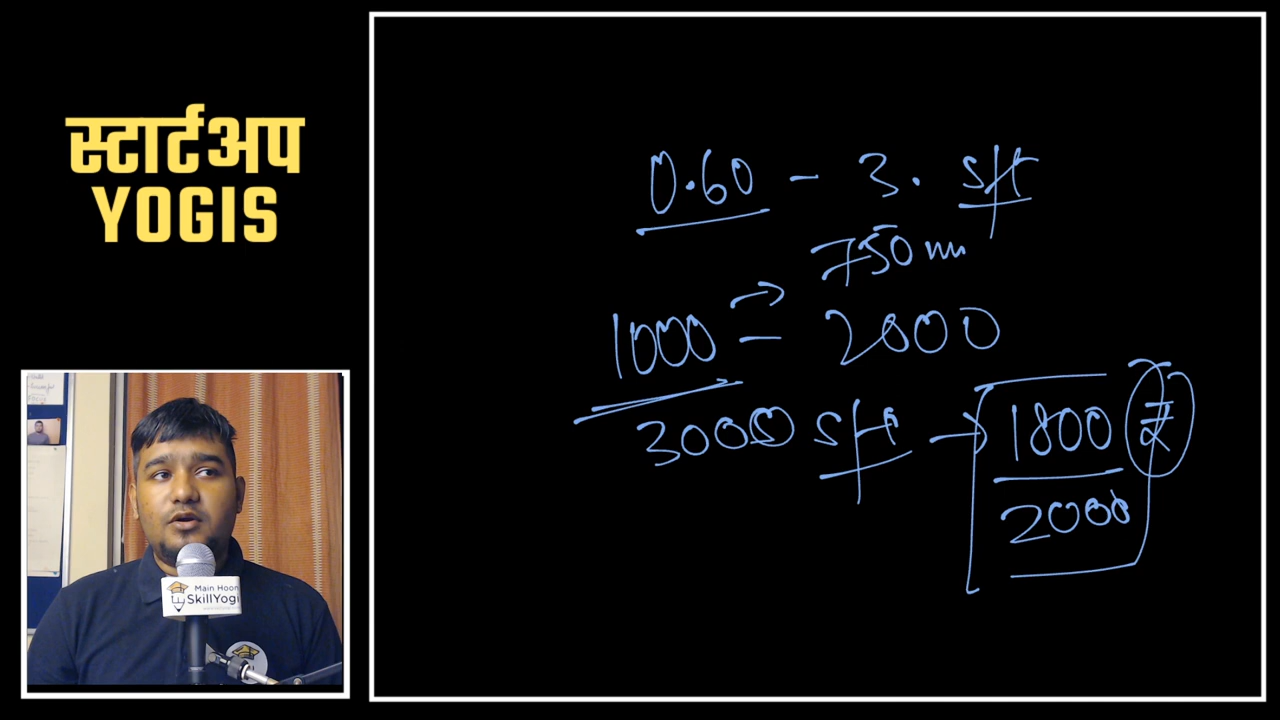 स्टार्टअप
YOGIS
0.60 - 3. sft
750
1000 = 2000
3000 sft → 1800 ₹
2000
Main Hoon
SkillYogi